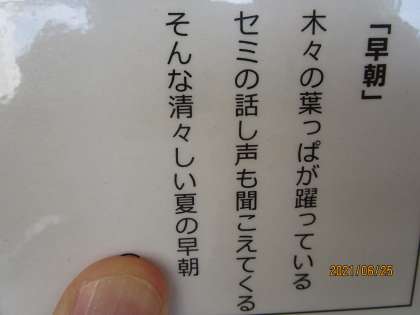 「早朝」
木々の葉っぱが躍っている
セミの話し声も聞こえてくる
そんな清々しい夏の早朝
2021/06/25